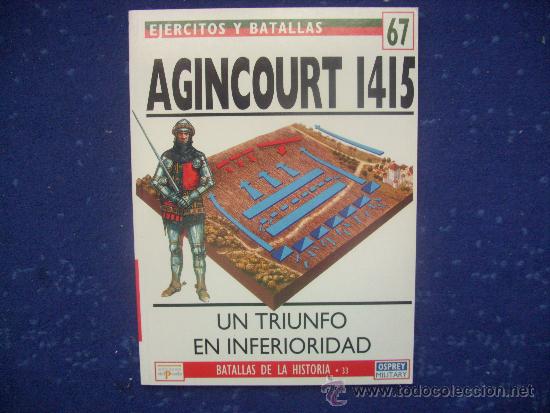 EJERCITOS Y BATALLAS
67
AGINCOURT 1415
UN TRIUNFO
EN INFERIORIDAD
BATALLAS DE LA HISTORIA • 33
OSPREY
MILITARY
www.todocoleccion.net